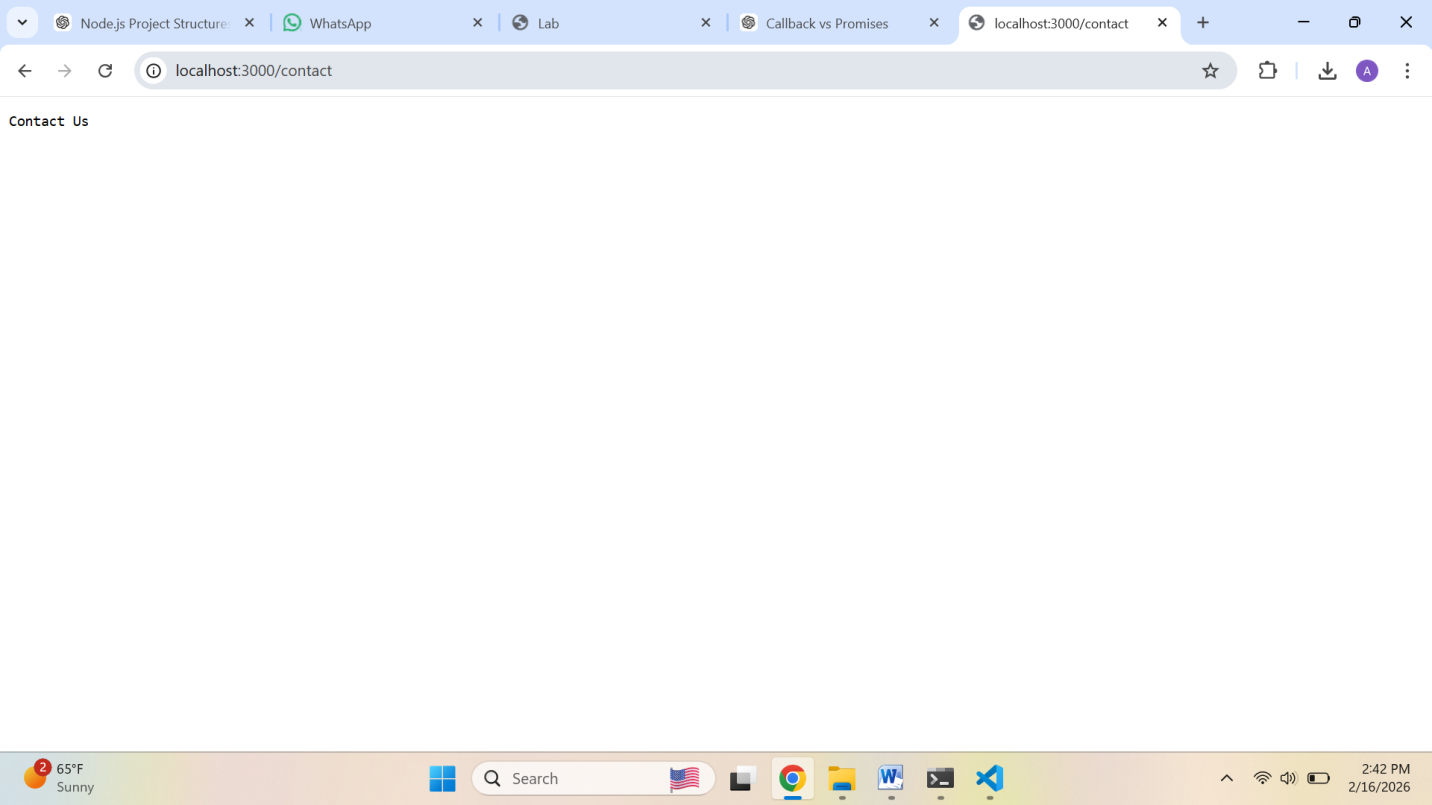 Node.js Project Structures
WhatsApp
Lab
Callback vs Promises
localhost:3000/contact
localhost:3000/contact
A
Contact Us
2
65°F
Sunny
Search
2:42 PM
2/16/2026